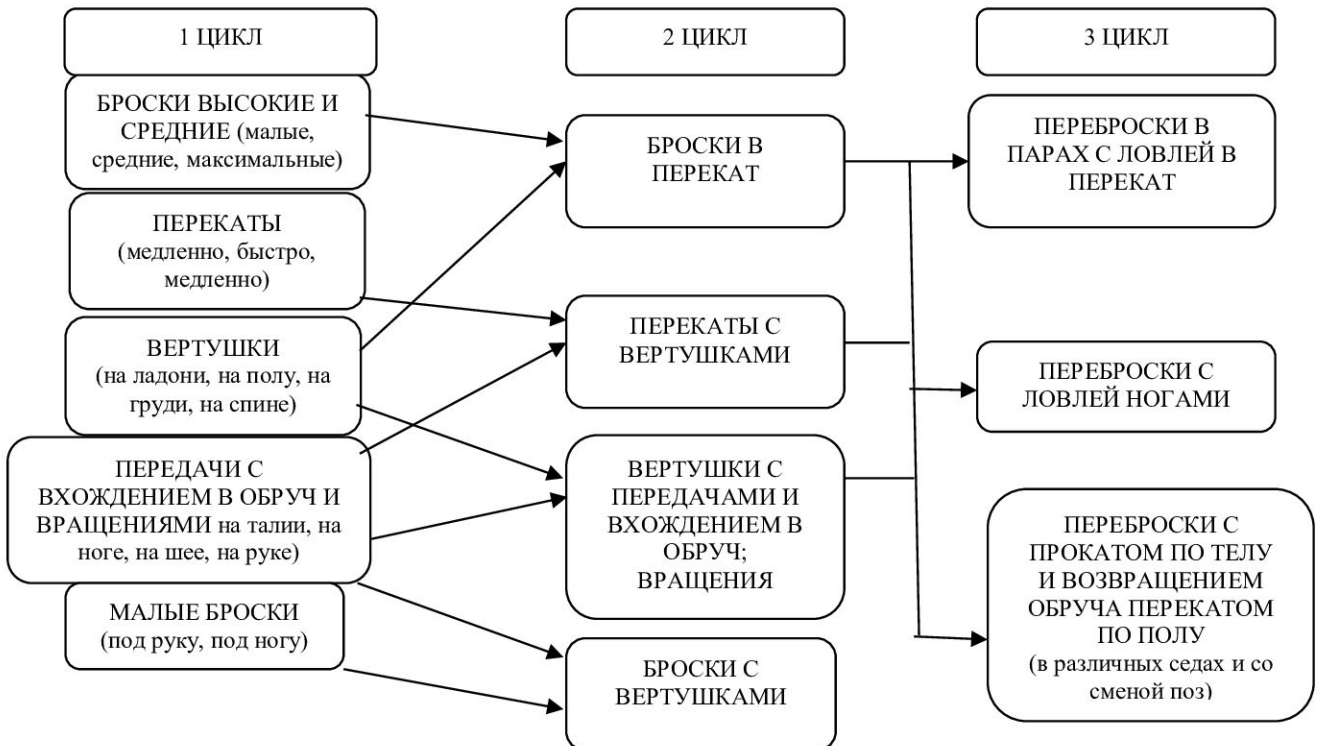 1 ЦИКЛ
БРОСКИ ВЫСОКИЕ И
СРЕДНИЕ (малые,
средние, максимальные)
ПЕРЕКАТЫ
(медленно, быстро,
медленно)
ВЕРТУШКИ
(на ладони, на полу, на
груди, на спине)
ПЕРЕДАЧИ С
ВХОЖДЕНИЕМ В ОБРУЧ И
ВРАЩЕНИЯМИ на талии, на
ноге, на шее, на руке)
МАЛЫЕ БРОСКИ
(под руку, под ногу)
2 ЦИКЛ
БРОСКИ В
ПЕРЕКАТ
ПЕРЕКАТЫ С
ВЕРТУШКАМИ
ВЕРТУШКИ С
ПЕРЕДАЧАМИ И
ВХОЖДЕНИЕМ В
ОБРУЧ;
ВРАЩЕНИЯ
БРОСКИ С
ВЕРТУШКАМИ
3 ЦИКЛ
ПЕРЕБРОСКИ В
ПАРАХ С ЛОВЛЕЙ В
ПЕРЕКАТ
ПЕРЕБРОСКИ С
ЛОВЛЕЙ НОГАМИ
ПЕРЕБРОСКИ С
ПРОКАТОМ ПО ТЕЛУ
И ВОЗВРАЩЕНИЕМ
ОБРУЧА ПЕРЕКАТОМ
ПО ПОЛУ
(в различных седах и со
сменой поз)